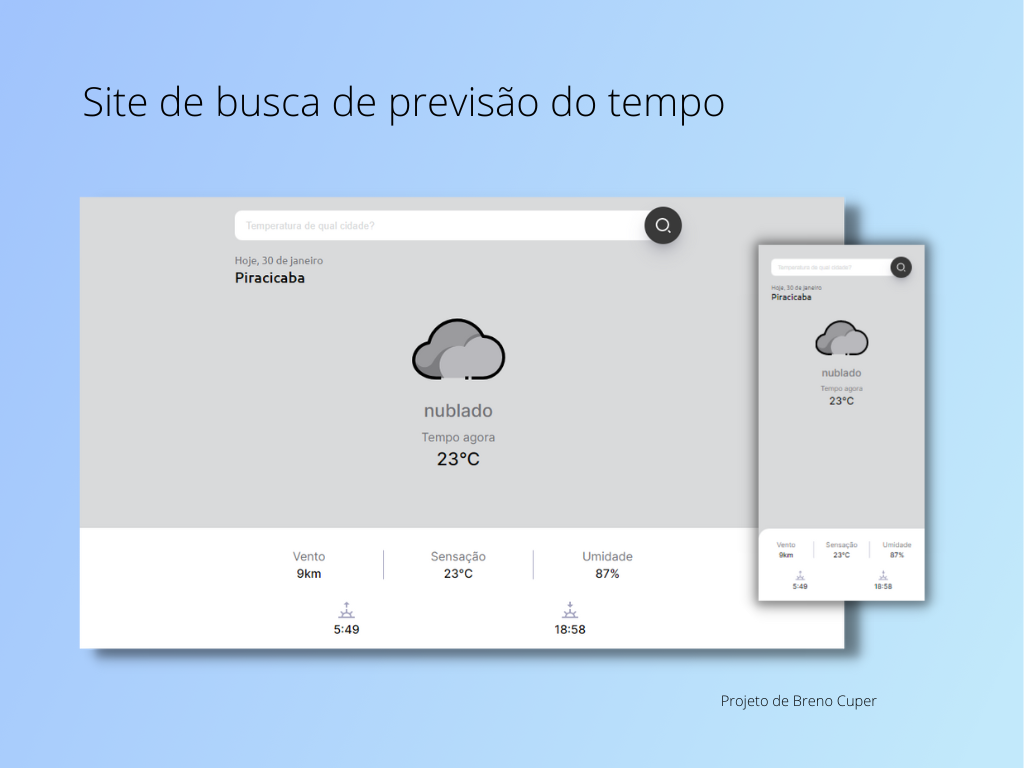 Site de busca de previsão do tempo
Temperatura de qual cidade?
Hoje, 30 de janeiro
Piracicaba
nublado
Tempo agora
23°C
Vento
Sensação
Umidade
9km
23°C
87%
5:49
18:58
Temperatura de qual cidade?
Hoje, 30 de janeiro
Piracicaba
nublado
Tempo agora
23°C
Vento
Sensação
Umidade
9km
23°C
87%
5:49
18:58
Projeto de Breno Cuper